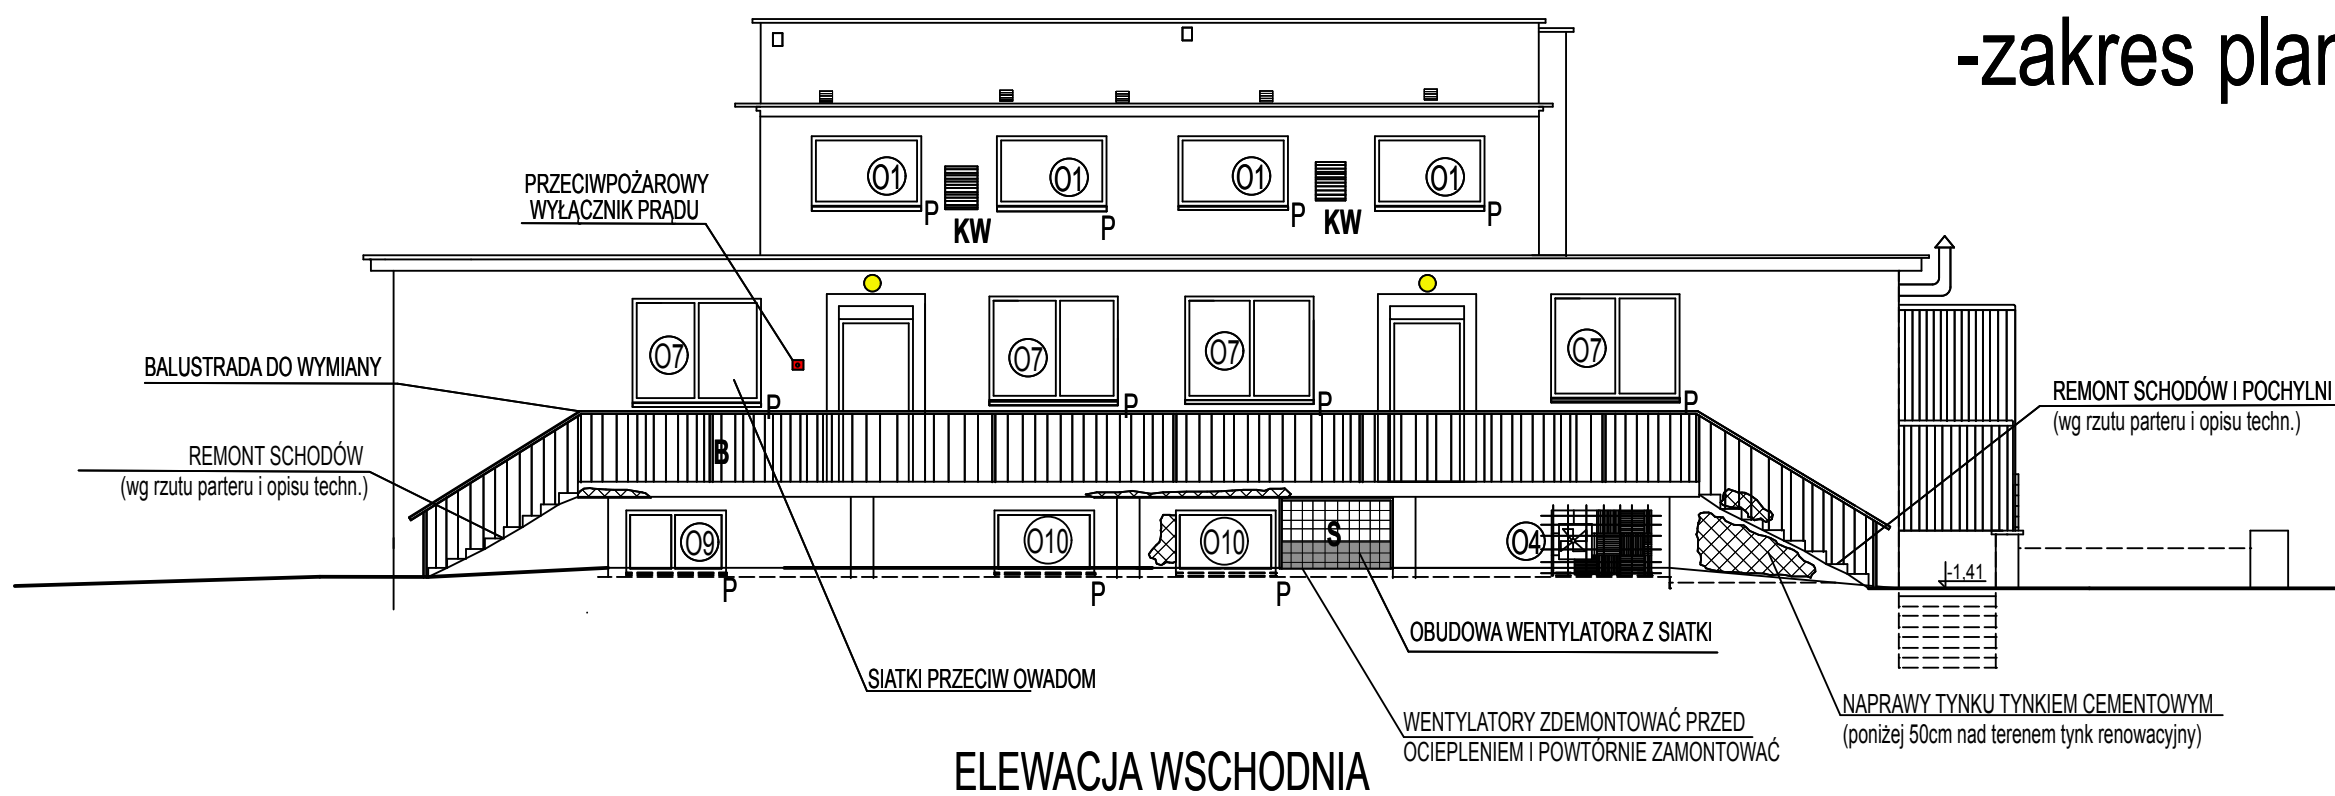 -zakres plan
O1
O1
O1
O1
P
P
P
P
KW
KW
PRZECIWPOŻAROWY
WYŁĄCZNIK PRĄDU
O7
O7
O7
O7
P
P
P
P
BALUSTRADA DO WYMIANY
REMONT SCHODÓW I POCHYLNI
(wg rzutu parteru i opisu techn.)
REMONT SCHODÓW
(wg rzutu parteru i opisu techn.)
B
O9
O10
O10
S
O4
P
P
P
-1,41
OBUDOWA WENTYLATORA Z SIATKI
SIATKI PRZECIW OWADOM
WENTYLATORY ZDEMONTOWAĆ PRZED
OCIEPLENIEM I POWTÓRNIE ZAMONTOWAĆ
NAPRAWY TYNKU TYNKIEM CEMENTOWYM
(poniżej 50cm nad terenem tynk renowacyjny)
ELEWACJA WSCHODNIA